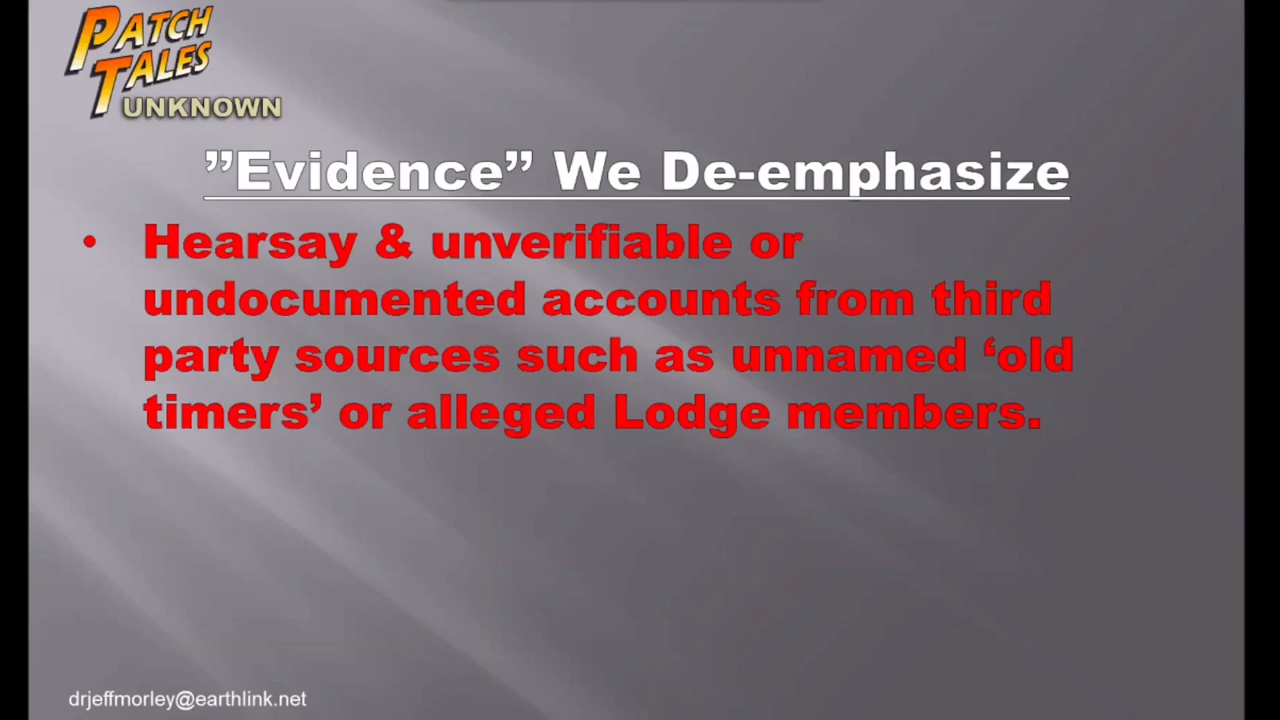 PATCH
TALES
UNKNOWN
”Evidence” We De-emphasize
• Hearsay & unverifiable or
undocumented accounts from third
party sources such as unnamed ‘old
timers’ or alleged Lodge members.
drjeffmorley@earthlink.net